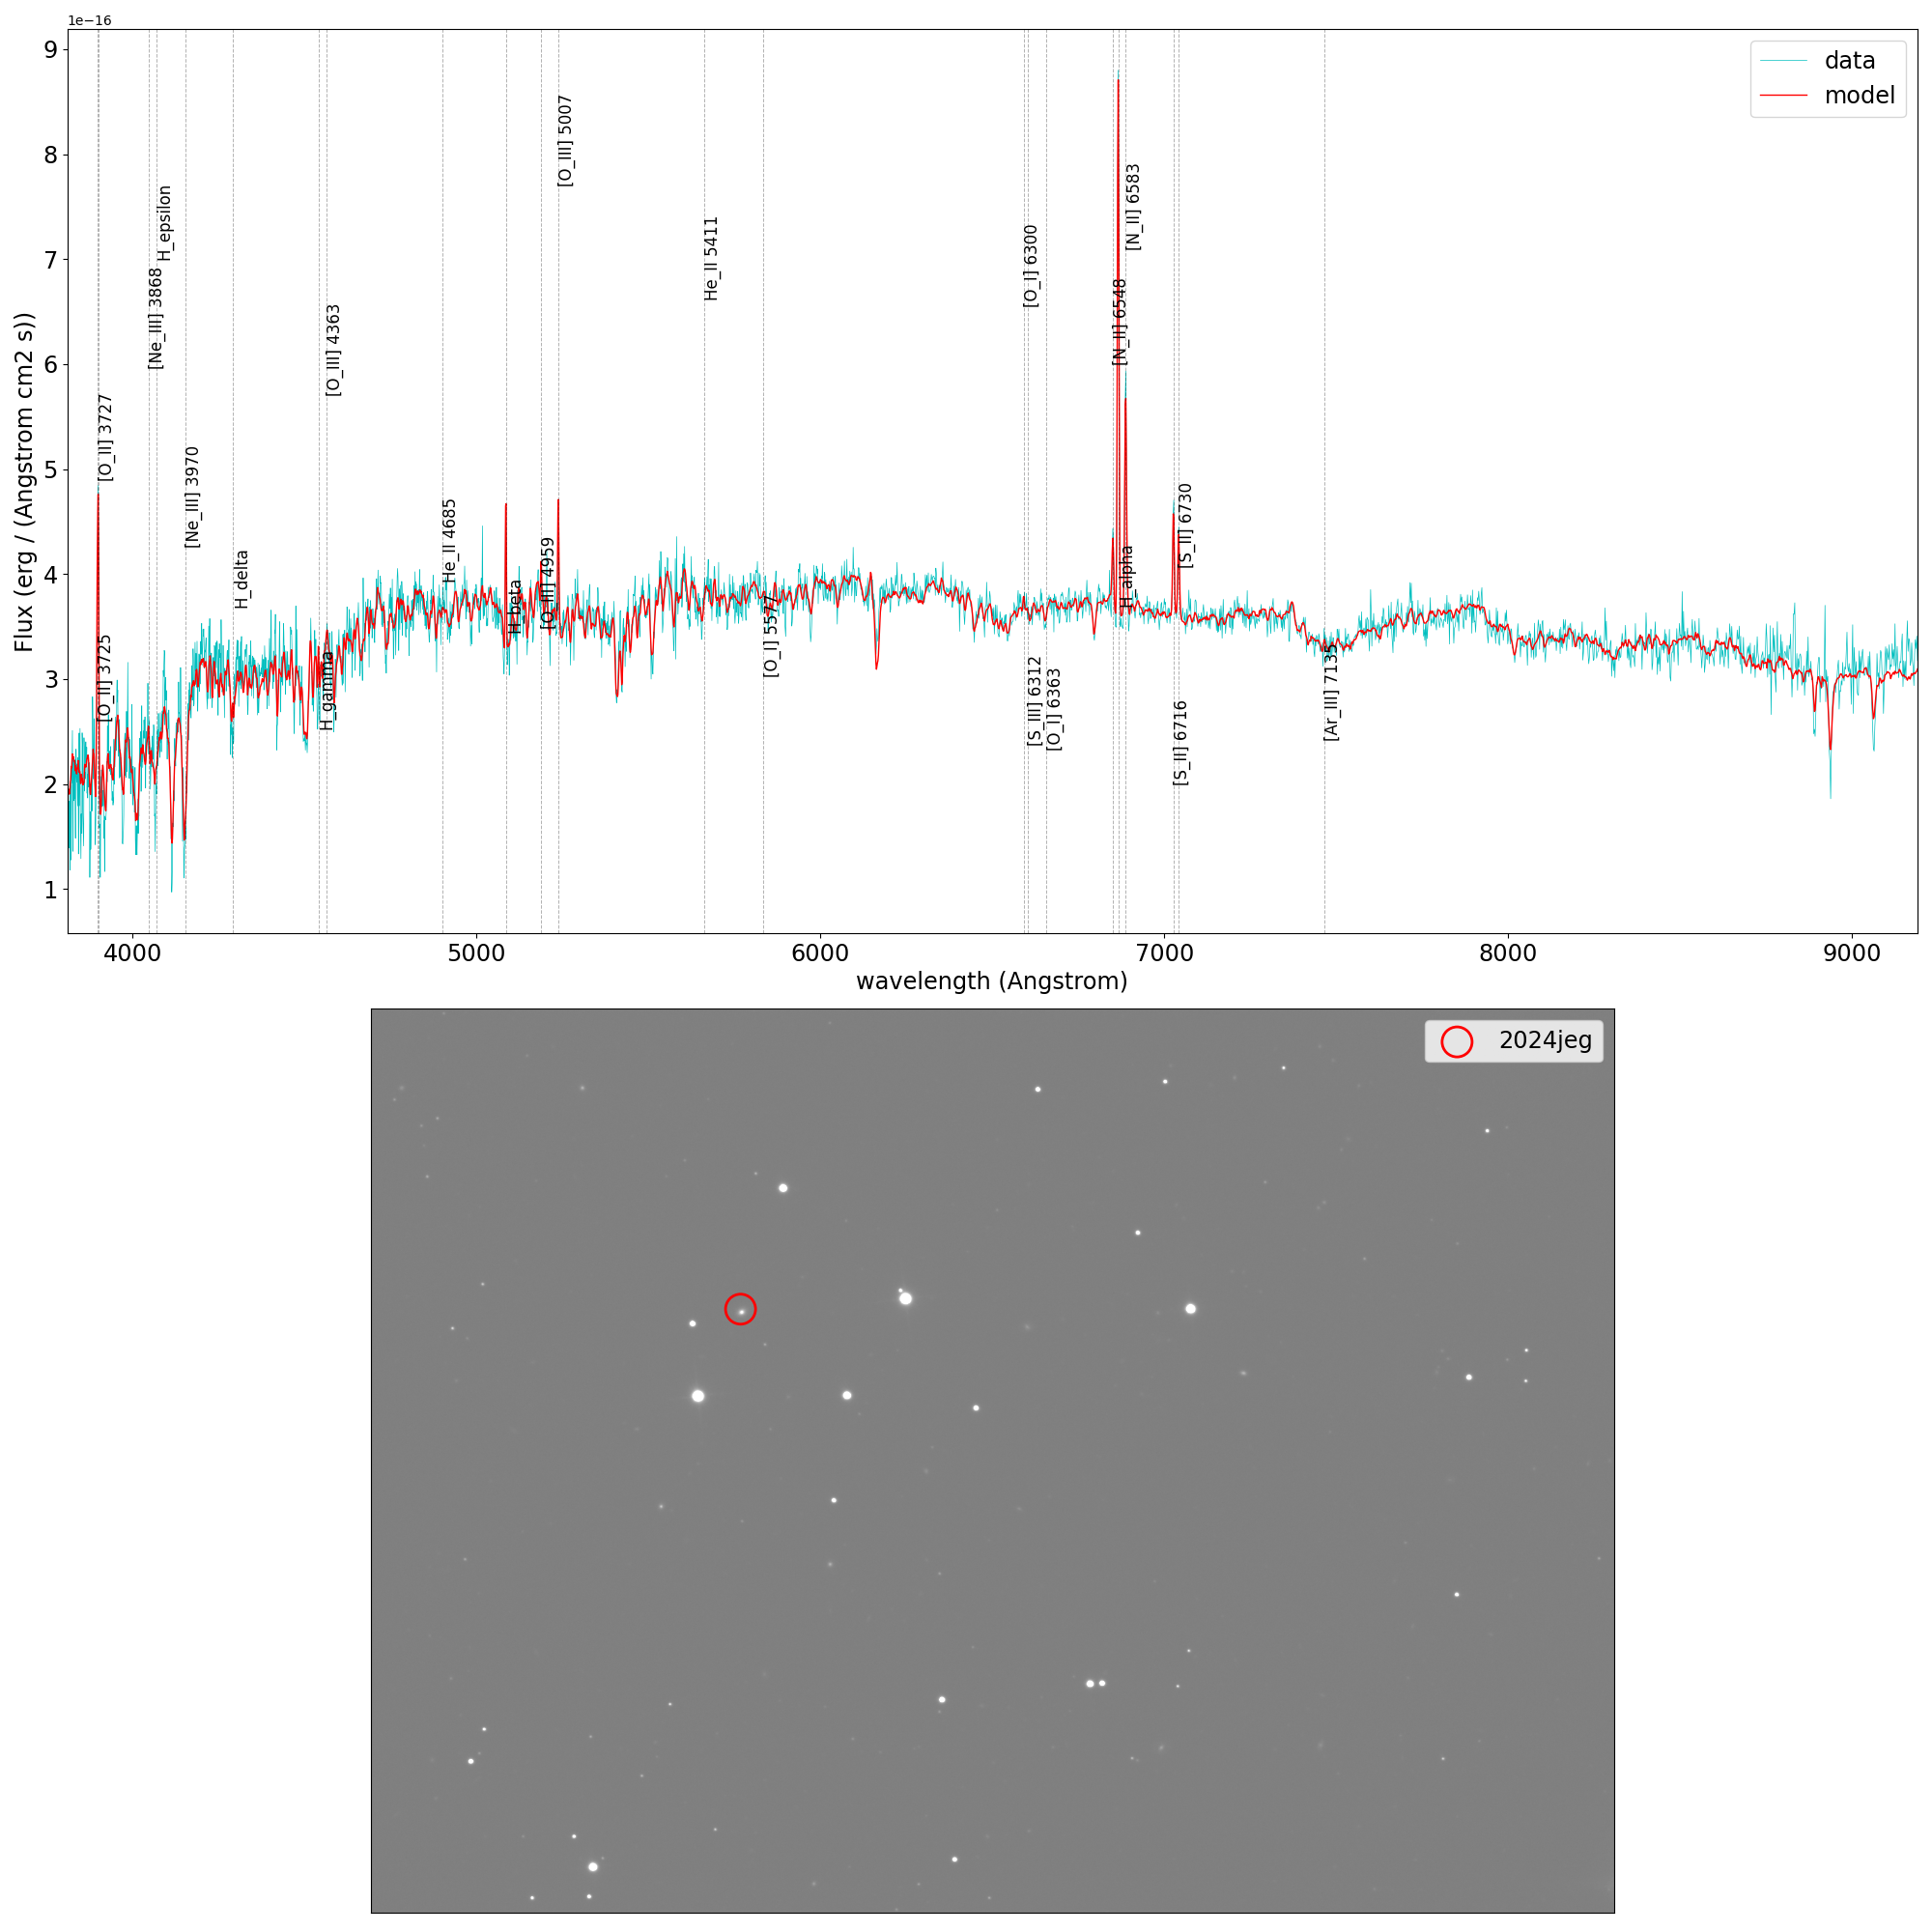 1e−16
9
8
7
6
5
4
3
2
1
Flux (erg / (Angstrom cm2 s))
data
model
[O_II] 3725
[O_II] 3727
[Ne_III] 3868
H_epsilon
[Ne_III] 3970
H_delta
H_gamma
[O_III] 4363
He_II 4685
H_beta
[O_III] 4959
[O_III] 5007
He_II 5411
[O_I] 5577
[O_I] 6300
[S_III] 6312
[O_I] 6363
[N_II] 6548
H_alpha
[N_II] 6583
[S_II] 6716
[S_II] 6730
[Ar_III] 7135
4000 5000 6000 7000 8000 9000
wavelength (Angstrom)
2024jeg